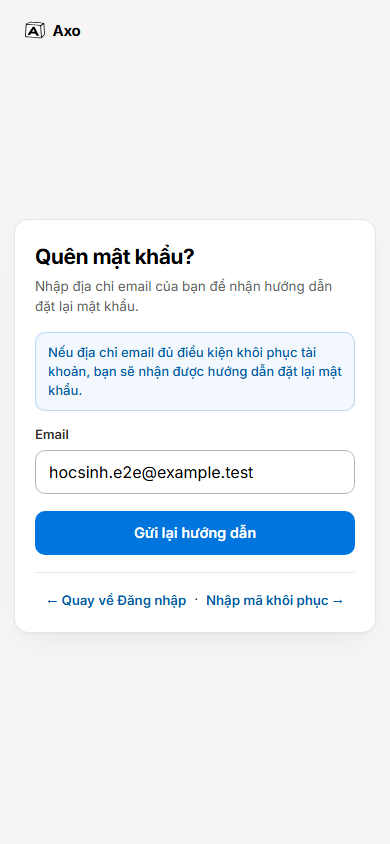 A Axo
Quên mật khẩu?
Nhập địa chỉ email của bạn để nhận hướng dẫn
đặt lại mật khẩu.
Nếu địa chỉ email đủ điều kiện khôi phục tài
khoản, bạn sẽ nhận được hướng dẫn đặt lại mật
khẩu.
Email
hocsinh.e2e@example.test
Gửi lại hướng dẫn
← Quay về Đăng nhập · Nhập mã khôi phục →